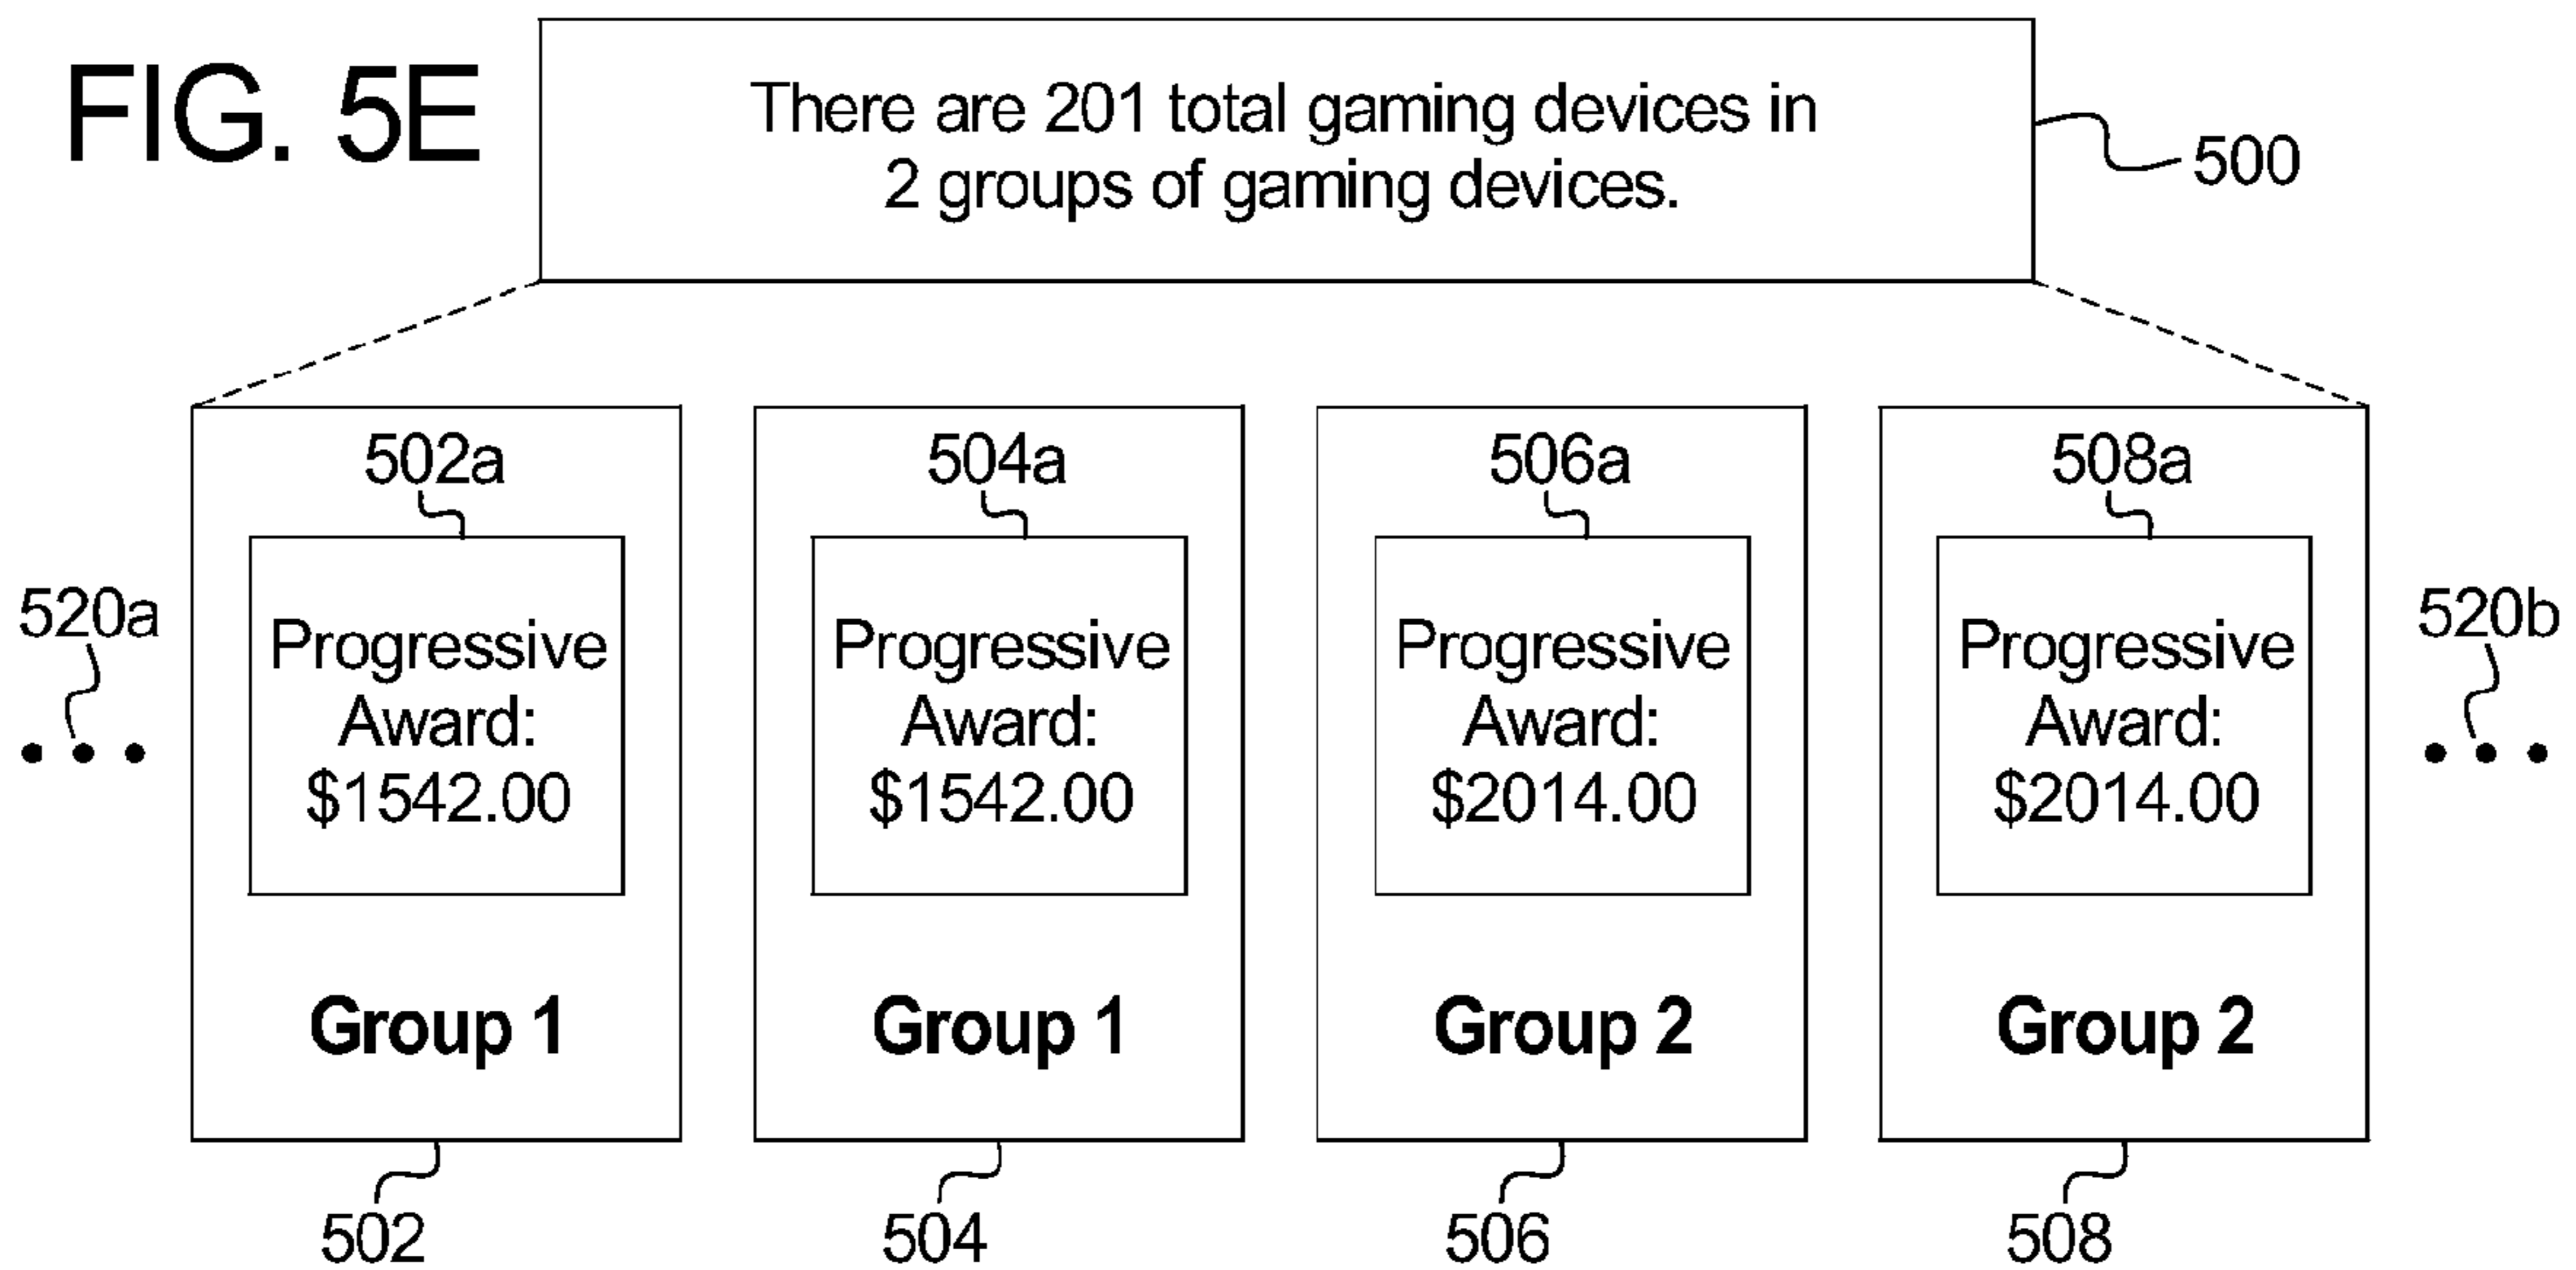 FIG. 5E
There are 201 total gaming devices in
2 groups of gaming devices.
500
502a
504a
506a
508a
520a
520b
Progressive
Award:
$1542.00
Group 1
Progressive
Award:
$1542.00
Group 1
Progressive
Award:
$2014.00
Group 2
Progressive
Award:
$2014.00
Group 2
502
504
506
508